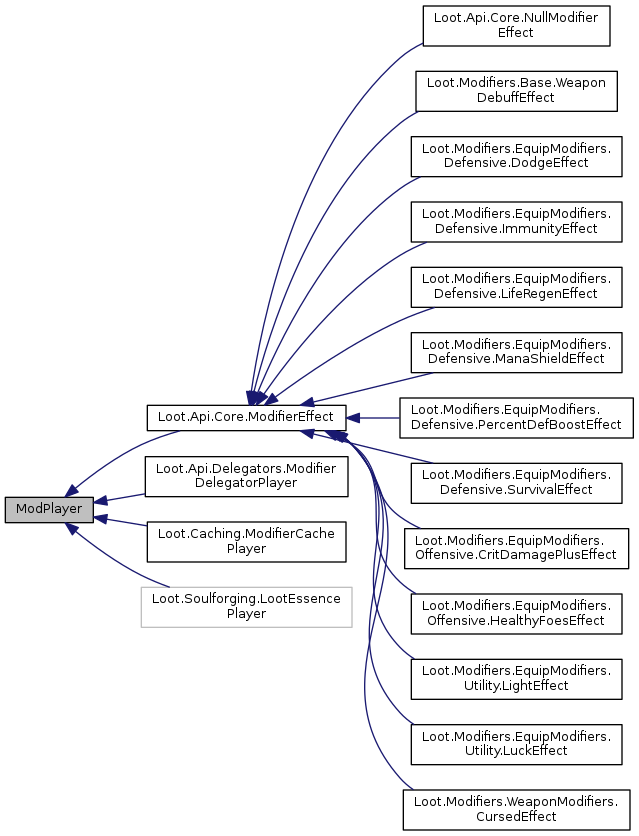 Loot.Api.Core.NullModifier
Effect
Loot.Modifiers.Base.Weapon
DebuffEffect
Loot.Modifiers.EquipModifiers.
Defensive.DodgeEffect
Loot.Modifiers.EquipModifiers.
Defensive.ImmunityEffect
Loot.Modifiers.EquipModifiers.
Defensive.LifeRegenEffect
Loot.Modifiers.EquipModifiers.
Defensive.ManaShieldEffect
Loot.Api.Core.ModifierEffect
Loot.Modifiers.EquipModifiers.
Defensive.PercentDefBoostEffect
Loot.Api.Delegators.Modifier
DelegatorPlayer
Loot.Modifiers.EquipModifiers.
Defensive.SurvivalEffect
ModPlayer
Loot.Caching.ModifierCache
Player
Loot.Modifiers.EquipModifiers.
Offensive.CritDamagePlusEffect
Loot.Soulforging.LootEssence
Player
Loot.Modifiers.EquipModifiers.
Offensive.HealthyFoesEffect
Loot.Modifiers.EquipModifiers.
Utility.LightEffect
Loot.Modifiers.EquipModifiers.
Utility.LuckEffect
Loot.Modifiers.WeaponModifiers.
CursedEffect